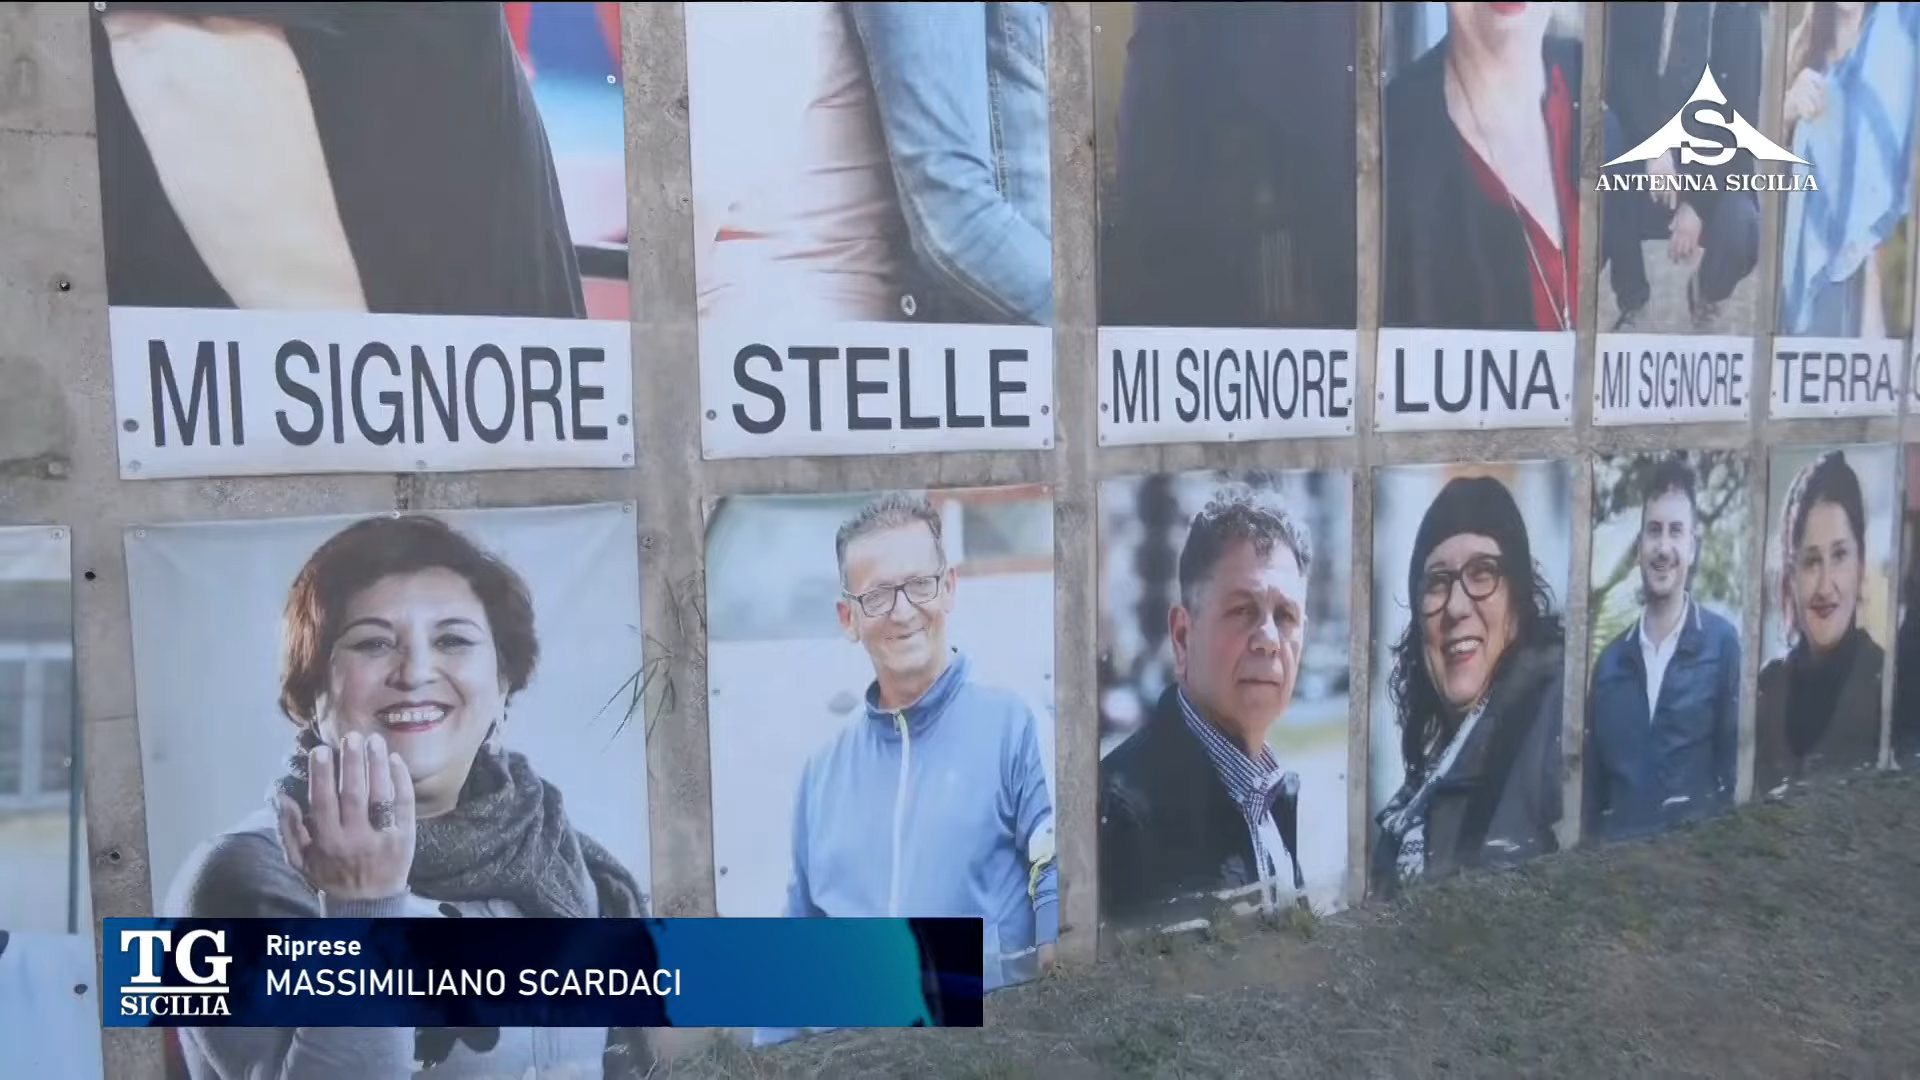 S
ANTENNA SICILIA
MI SIGNORE
STELLE
MI SIGNORE
LUNA
MI SIGNORE
TERRA
TG
SICILIA
Riprese
MASSIMILIANO SCARDACI